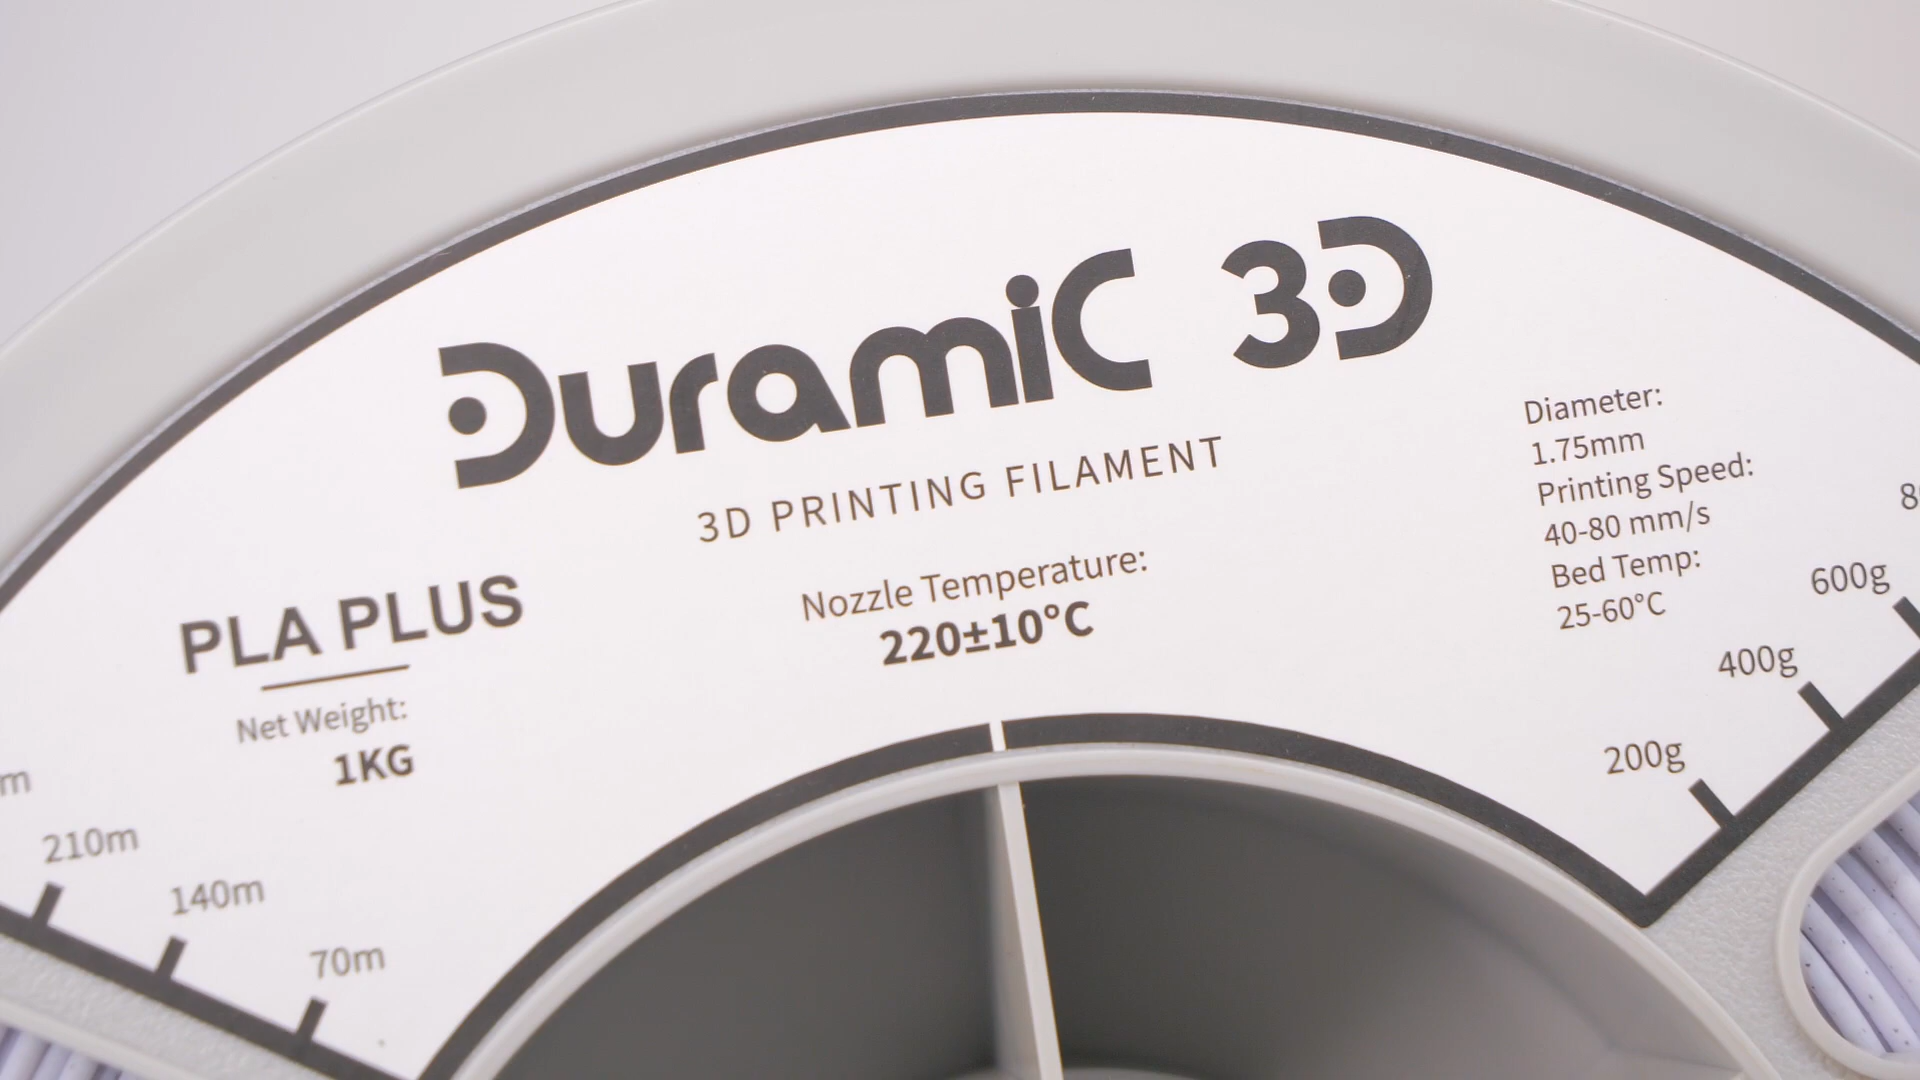 Duramic 3D
3D PRINTING FILAMENT
PLA PLUS
Net Weight:
1KG
Nozzle Temperature:
220±10°C
Diameter:
1.75mm
Printing Speed:
40-80 mm/s
Bed Temp:
25-60°C
600g
400g
200g
210m
140m
70m